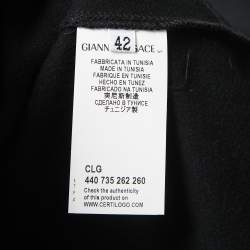 42
FABBRICATA IN TUNISIA
MADE IN TUNISIA
FABRIQUE EN TUNISIE
HECHO EN TUNEZ
FABRICADO NA TUNISIA
突尼斯制造
СДЕЛАНО В ТУНИСЕ
チュニジア製
CLG
440 735 262 260
Check the authenticity
of this product on
WWW.CERTILOGO.COM